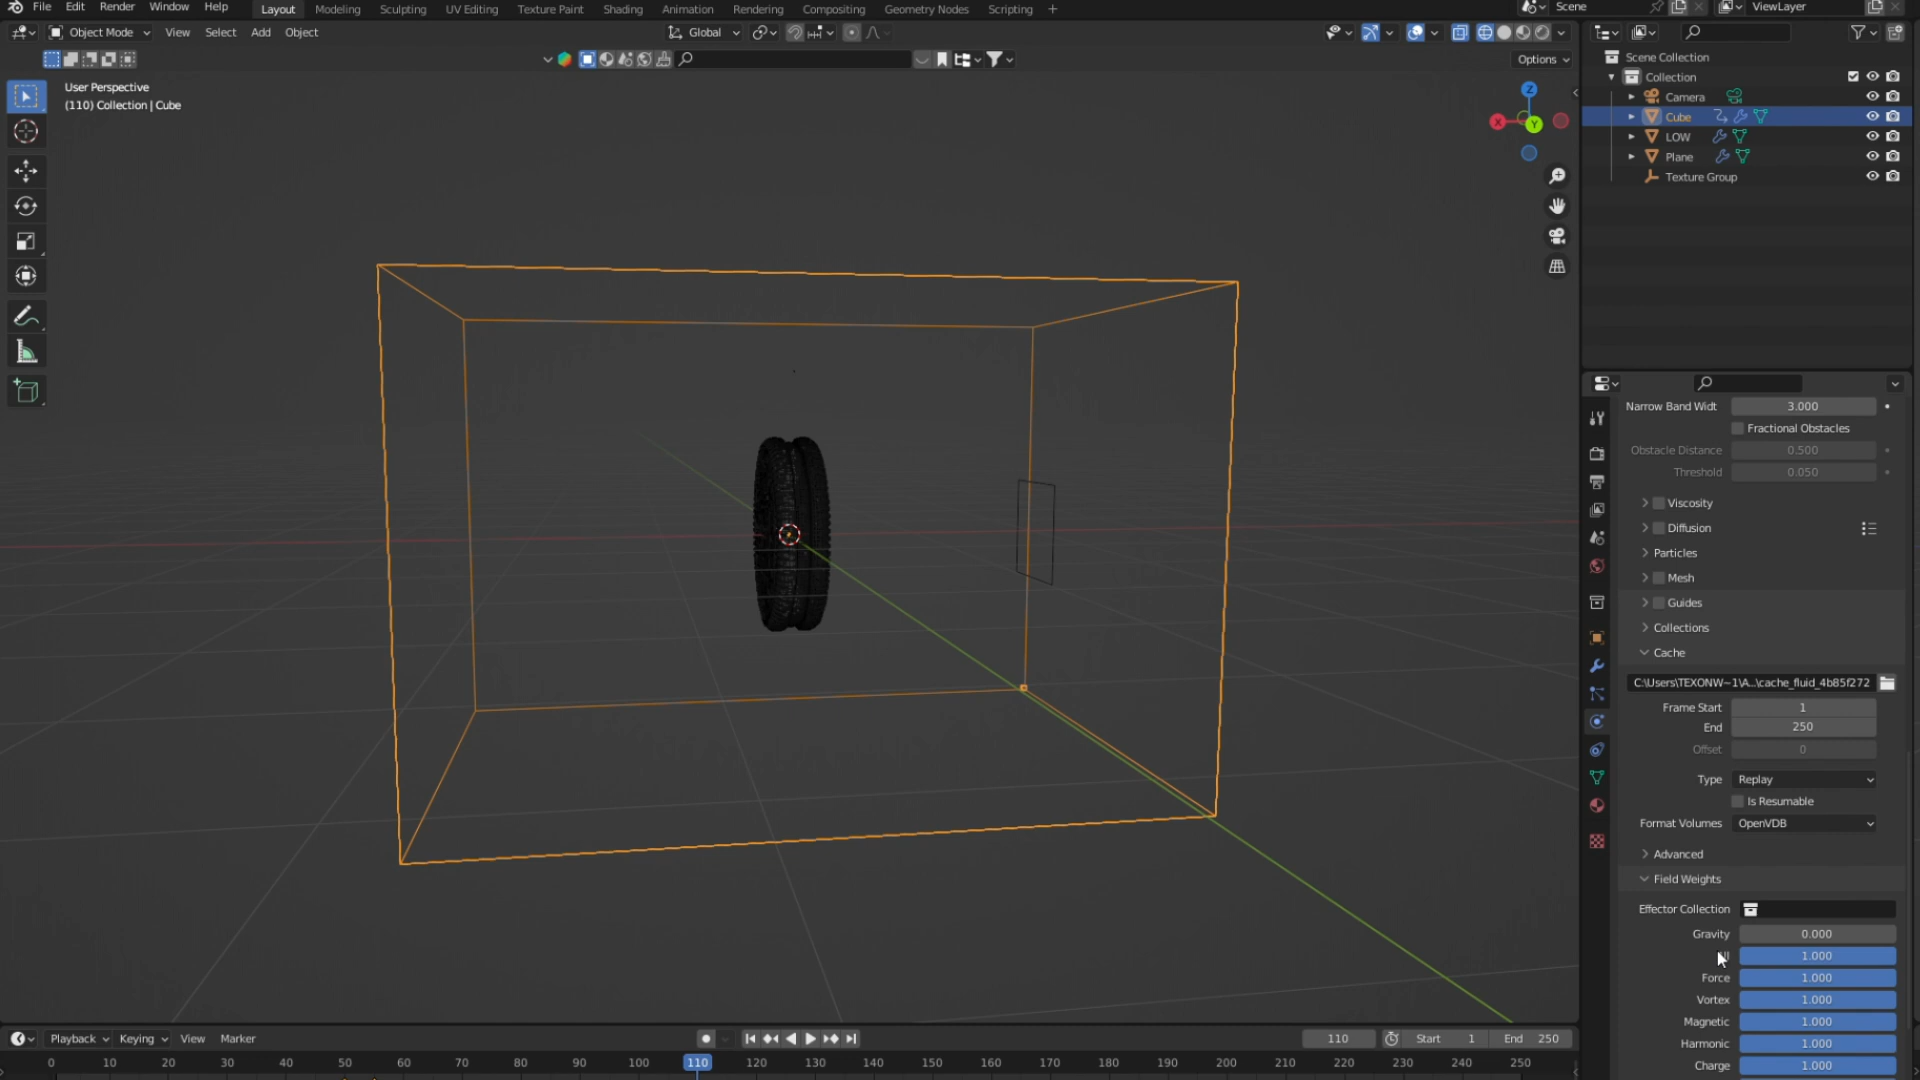 File Edit Render Window Help Layout Modeling Sculpting UV Editing Texture Paint Shading Animation Rendering Compositing Geometry Nodes Scripting + Scene ViewLayer
Object Mode View Select Add Object Global
Options
User Perspective
(110) Collection | Cube
Z
X
Y
Scene Collection
Collection
Camera
Cube
LOW
Plane
Texture Group
Narrow Band Widt 3.000
Fractional Obstacles
Obstacle Distance 0.500
Threshold 0.050
Viscosity
Diffusion
Particles
Mesh
Guides
Collections
Cache
C:\Users\TEXONW~1\A...\cache_fluid_4b85f272
Frame Start 1
End 250
Offset 0
Type Replay
Is Resumable
Format Volumes OpenVDB
Advanced
Field Weights
Effector Collection
Gravity 0.000
1.000
Force 1.000
Vortex 1.000
Magnetic 1.000
Harmonic 1.000
Charge 1.000
Playback Keying View Marker 110 Start 1 End 250
0 10 20 30 40 50 60 70 80 90 100 110 120 130 140 150 160 170 180 190 200 210 220 230 240 250